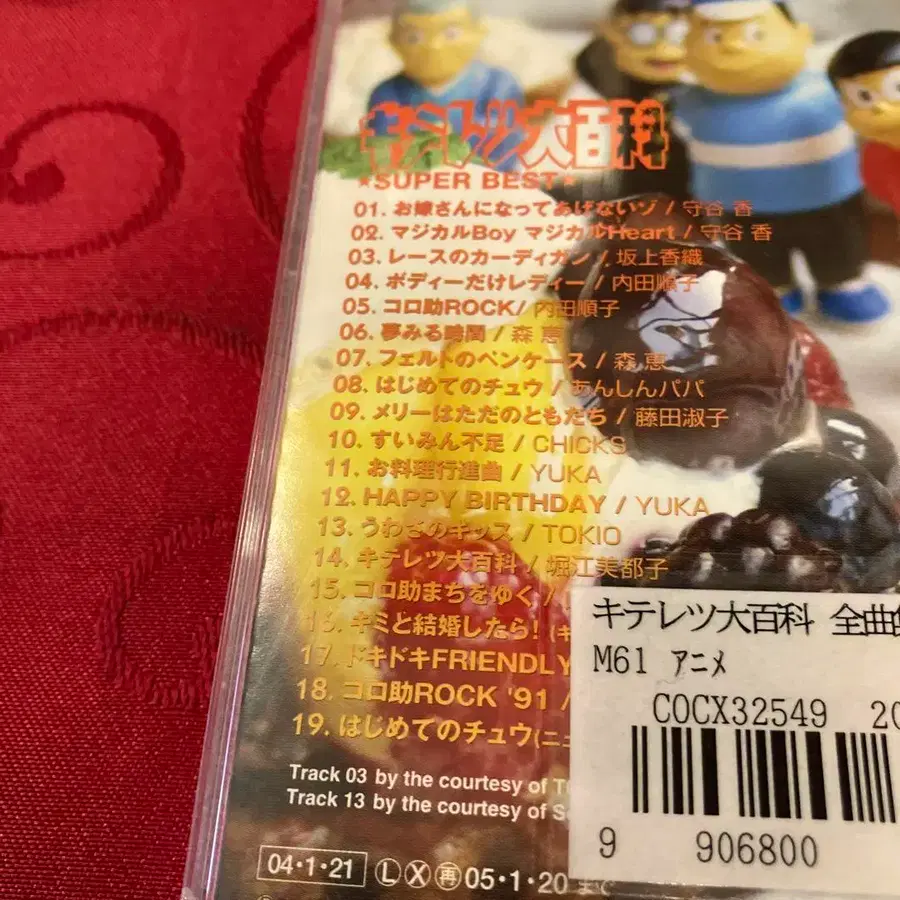 キテレツ大百科
★SUPER BEST★
01. お嫁さんになってあげないゾ / 守谷 香
02. マジカルBoy マジカルHeart / 守谷 香
03. レースのカーディガン / 坂上香織
04. ボディーだけレディー / 内田順子
05. コロ助ROCK/ 内田順子
06. 夢みる時間 / 森 恵
07. フェルトのペンケース / 森 恵
08. はじめてのチュウ / あんしんパパ
09. メリーはただのともだち / 藤田淑子
10. すいみん不足 / CHICKS
11. お料理行進曲 / YUKA
12. HAPPY BIRTHDAY / YUKA
13. うわさのキッス / TOKIO
14. キテレツ大百科 / 堀江美都子
15. コロ助まちをゆく /
16. キミと結婚したら! (キ
17. ドキドキFRIENDLY
18. コロ助ROCK '91 /
19. はじめてのチュウ(ニュ
Track 03 by the courtesy of T
Track 13 by the courtesy of S
04・1・21 Ⓛ Ⓧ ㊢05・1・20まで
キテレツ大百科 全曲集
M61 アニメ
COCX32549 20
9 906800